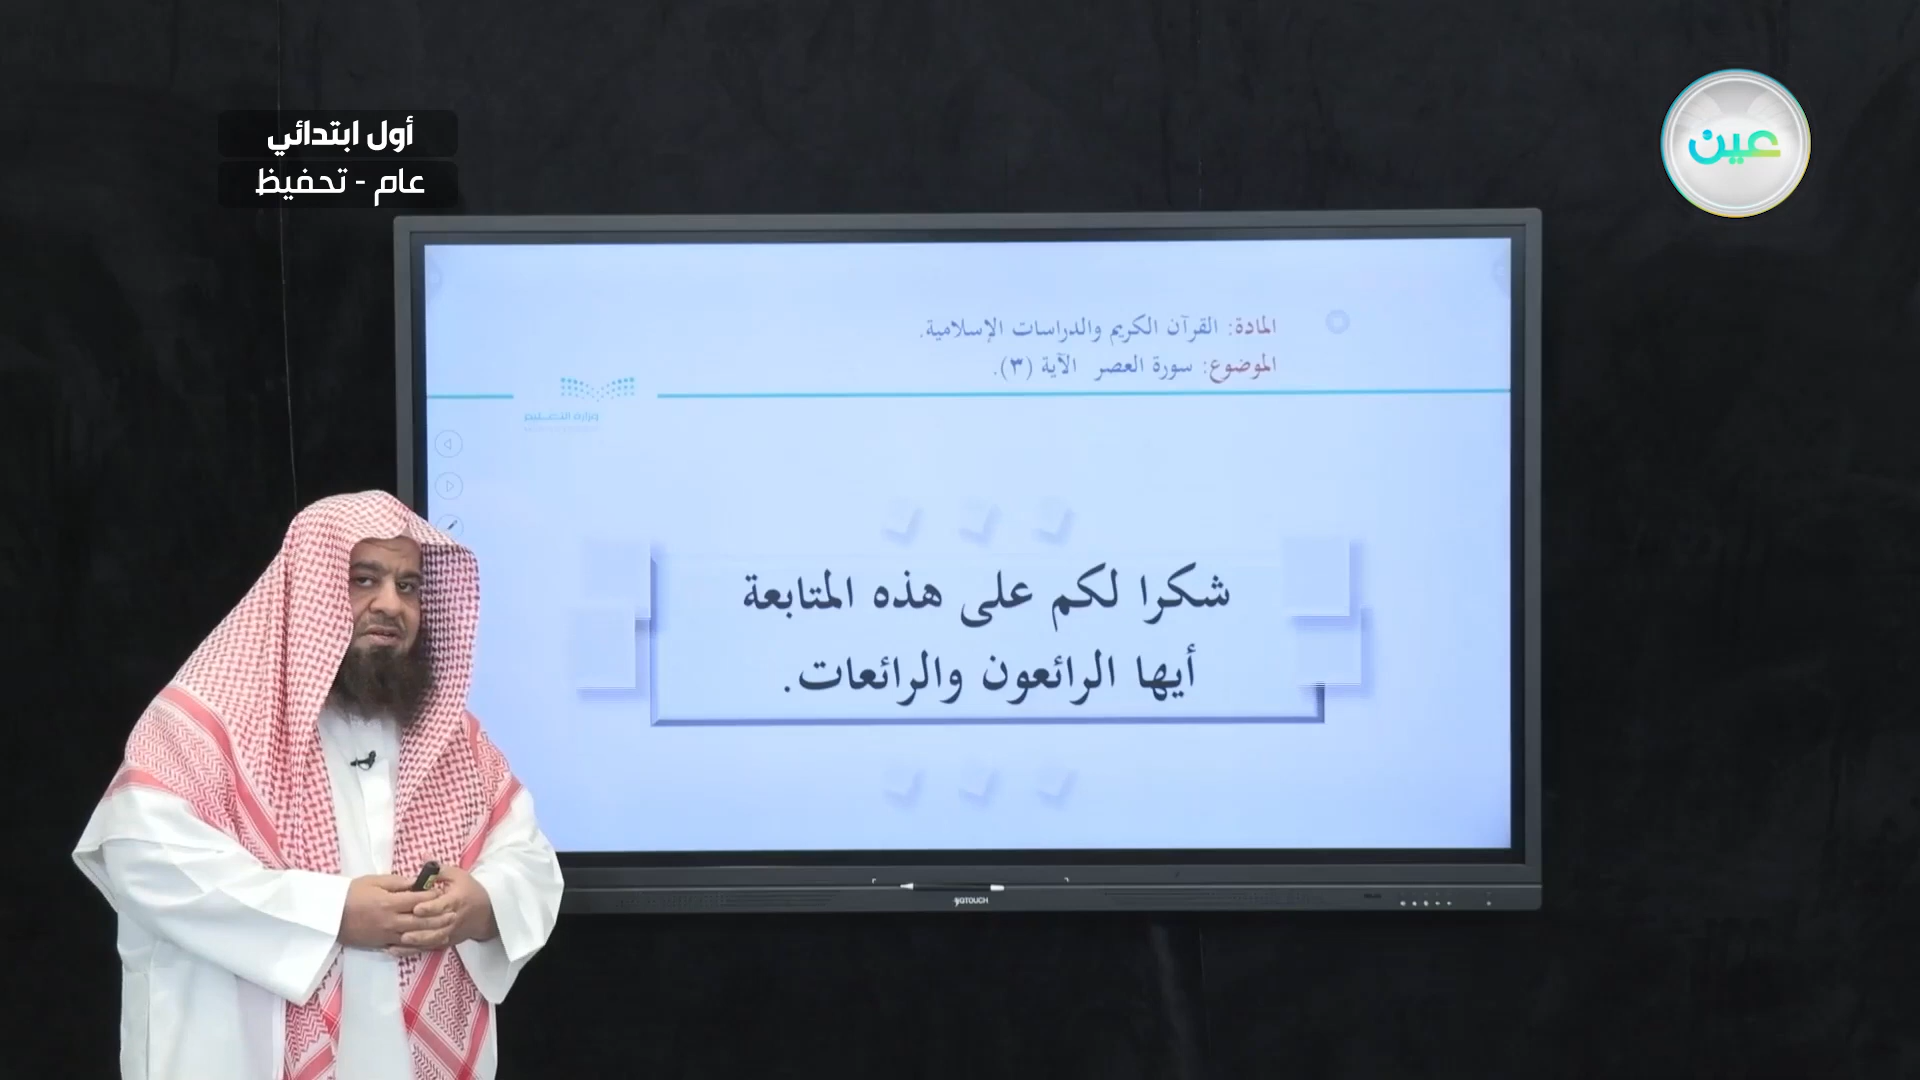 أول ابتدائي
عام - تحفيظ
عين
المادة: القرآن الكريم والدراسات الإسلامية.
الموضوع: سورة العصر الآية (٣).
وزارة التعليم
شكرا لكم على هذه المتابعة
أيها الرائعون والرائعات.